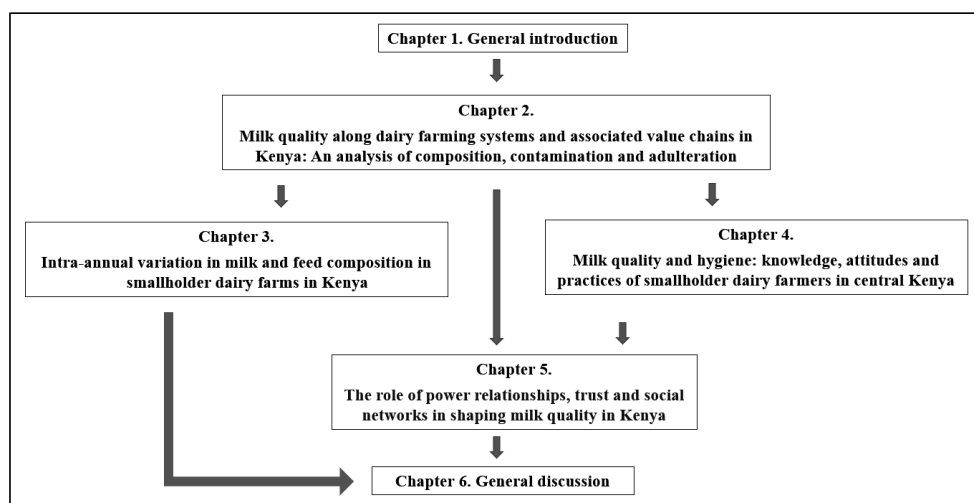 Chapter 1. General introduction
Chapter 2.
Milk quality along dairy farming systems and associated value chains in
Kenya: An analysis of composition, contamination and adulteration
Chapter 3.
Intra-annual variation in milk and feed composition in
smallholder dairy farms in Kenya
Chapter 4.
Milk quality and hygiene: knowledge, attitudes and
practices of smallholder dairy farmers in central Kenya
Chapter 5.
The role of power relationships, trust and social
networks in shaping milk quality in Kenya
Chapter 6. General discussion